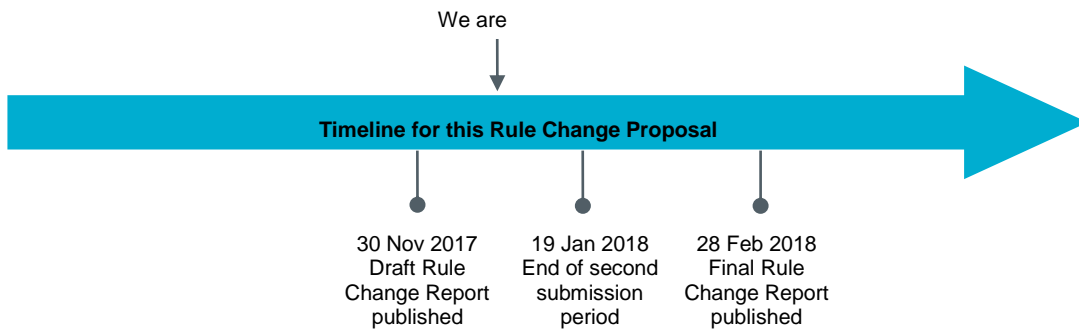 We are
Timeline for this Rule Change Proposal
30 Nov 2017
Draft Rule
Change Report
published
19 Jan 2018
End of second
submission
period
28 Feb 2018
Final Rule
Change Report
published